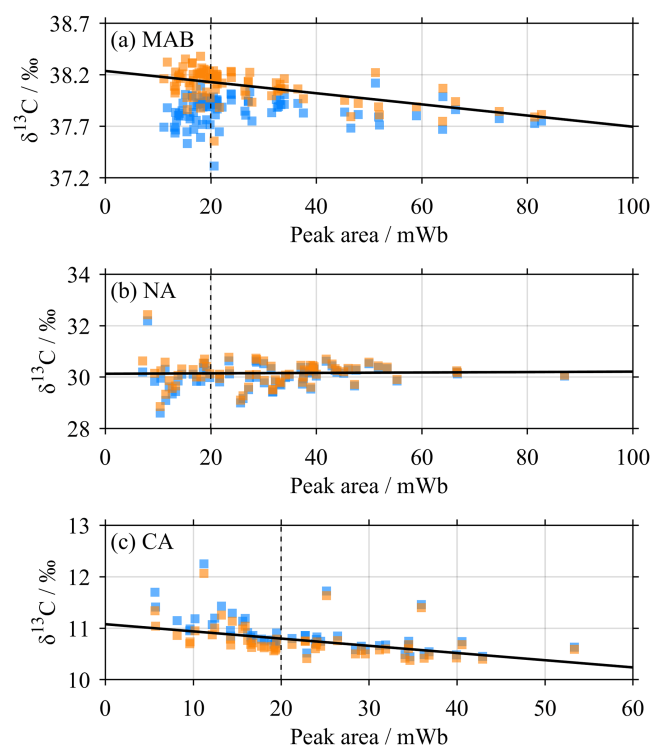 38.7
(a) MAB
38.2
37.7
37.2
δ¹³C / ‰
0 20 40 60 80 100
Peak area / mWb
34
(b) NA
32
30
28
δ¹³C / ‰
0 20 40 60 80 100
Peak area / mWb
13
(c) CA
12
11
10
δ¹³C / ‰
0 10 20 30 40 50 60
Peak area / mWb